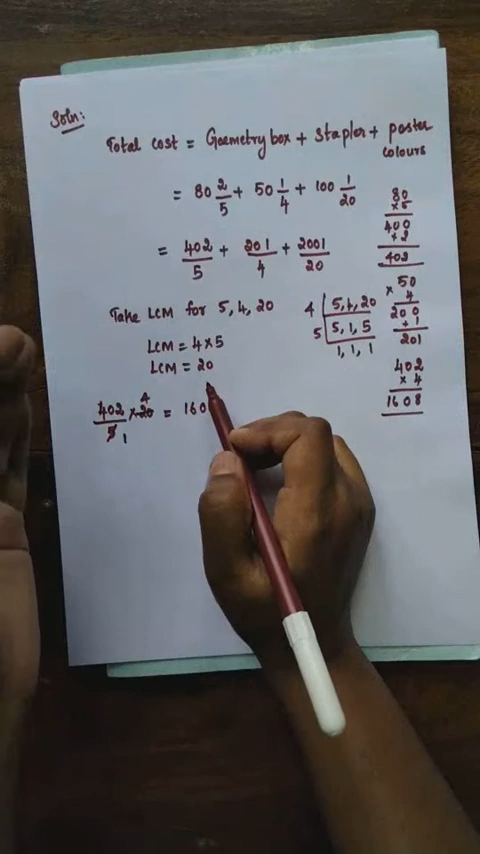 Soln:
Total cost = Geometry box + Stapler + poster colours
= 80 2/5 + 50 1/4 + 100 1/20
= 402/5 + 201/4 + 2001/20
Take LCM for 5, 4, 20
LCM = 4 × 5
LCM = 20
402/5 × 20 = 160
4
1
80
× 5
400
+ 2
402
4 | 5, 4, 20
5 | 5, 1, 5
1, 1, 1
50
× 4
200
+ 1
201
402
× 4
1608